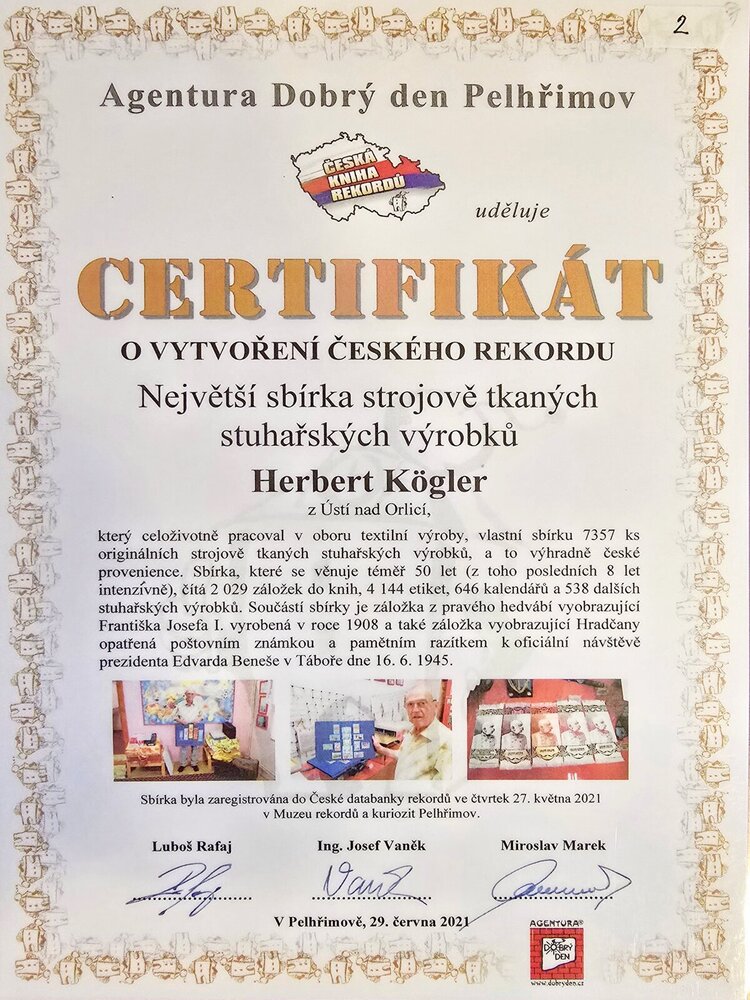 2
Agentura Dobrý den Pelhřimov
ČESKÁ
KNIHA
REKORDŮ
uděluje
CERTIFIKÁT
O VYTVOŘENÍ ČESKÉHO REKORDU
Největší sbírka strojově tkaných
stuhařských výrobků
Herbert Kögler
z Ústí nad Orlicí,
který celoživotně pracoval v oboru textilní výroby, vlastní sbírku 7357 ks
originálních strojově tkaných stuhařských výrobků, a to výhradně české
provenience. Sbírka, které se věnuje téměř 50 let (z toho posledních 8 let
intenzívně), čítá 2 029 záložek do knih, 4 144 etiket, 646 kalendářů a 538 dalších
stuhařských výrobků. Součástí sbírky je záložka z pravého hedvábí vyobrazující
Františka Josefa I. vyrobená v roce 1908 a také záložka vyobrazující Hradčany
opatřená poštovním známkou a pamětním razítkem k oficiální návštěvě
prezidenta Edvarda Beneše v Táboře dne 16. 6. 1945.
Sbírka byla zaregistrována do České databanky rekordů ve čtvrtek 27. května 2021
v Muzeu rekordů a kuriozit Pelhřimov.
Luboš Rafaj Ing. Josef Vaněk Miroslav Marek
V Pelhřimově, 29. června 2021
AGENTURA®
DOBRÝ
DEN
www.dobryden.cz